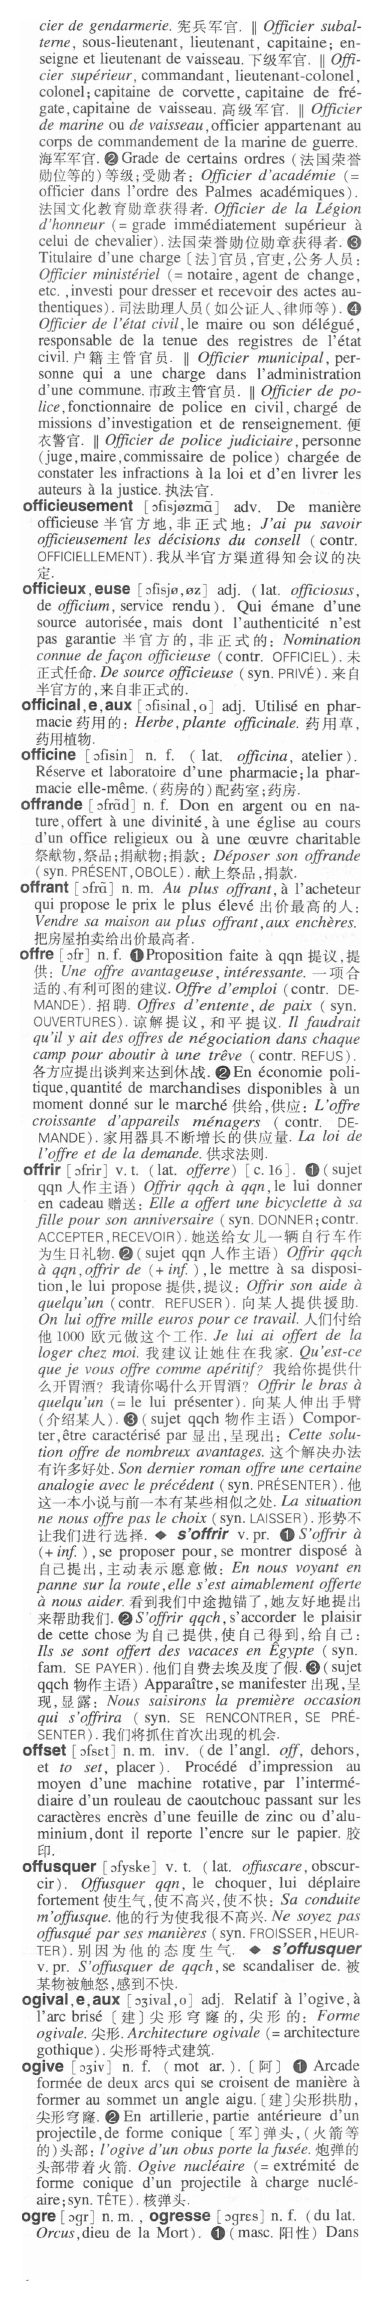 cier de gendarmerie. 宪兵军官. ‖ Officier subal-
terne, sous-lieutenant, lieutenant, capitaine; en-
seigne et lieutenant de vaisseau. 下级军官. ‖ Offi-
cier supérieur, commandant, lieutenant-colonel,
colonel; capitaine de corvette, capitaine de fré-
gate, capitaine de vaisseau. 高级军官. ‖ Officier
de marine ou de vaisseau, officier appartenant au
corps de commandement de la marine de guerre.
海军军官. ❷ Grade de certains ordres (法国荣誉
勋位等的) 等级; 受勋者: Officier d'académie (=
officier dans l'ordre des Palmes académiques).
法国文化教育勋章获得者. Officier de la Légion
d'honneur (= grade immédiatement supérieur à
celui de chevalier). 法国荣誉勋位勋章获得者. ❸
Titulaire d'une charge [法] 官员, 官吏, 公务人员:
Officier ministériel (= notaire, agent de change,
etc., investi pour dresser et recevoir des actes au-
thentiques). 司法助理人员(如公证人、律师等). ❹
Officier de l'état civil, le maire ou son délégué,
responsable de la tenue des registres de l'état
civil. 户籍主管官员. ‖ Officier municipal, per-
sonne qui a une charge dans l'administration
d'une commune. 市政主管官员. ‖ Officier de po-
lice, fonctionnaire de police en civil, chargé de
missions d'investigation et de renseignement. 便
衣警官. ‖ Officier de police judiciaire, personne
(juge, maire, commissaire de police) chargée de
constater les infractions à la loi et d'en livrer les
auteurs à la justice. 执法官.
officieusement [ɔfisjøzmɑ̃] adv. De manière
officieuse 半官方地, 非正式地: J'ai pu savoir
officieusement les décisions du consell (contr.
OFFICIELLEMENT). 我从半官方渠道得知会议的决
定.
officieux, euse [ɔfisjø, øz] adj. (lat. officiosus,
de officium, service rendu). Qui émane d'une
source autorisée, mais dont l'authenticité n'est
pas garantie 半官方的, 非正式的: Nomination
connue de façon officieuse (contr. OFFICIEL). 未
正式任命. De source officieuse (syn. PRIVÉ). 来自
半官方的, 来自非正式的.
officinal, e, aux [ɔfisinal, o] adj. Utilisé en phar-
macie 药用的: Herbe, plante officinale. 药用草,
药用植物.
officine [ɔfisin] n. f. (lat. officina, atelier).
Réserve et laboratoire d'une pharmacie; la phar-
macie elle-même. (药房的) 配药室; 药房.
offrande [ɔfrɑ̃d] n. f. Don en argent ou en na-
ture, offert à une divinité, à une église au cours
d'un office religieux ou à une œuvre charitable
祭献物, 祭品; 捐献物; 捐款: Déposer son offrande
(syn. PRÉSENT, OBOLE). 献上祭品, 捐款.
offrant [ɔfrɑ̃] n. m. Au plus offrant, à l'acheteur
qui propose le prix le plus élevé 出价最高的人:
Vendre sa maison au plus offrant, aux enchères.
把房屋拍卖给出价最高者.
offre [ɔfr] n. f. ❶ Proposition faite à qqn 提议, 提
供: Une offre avantageuse, intéressante. 一项合
适的、有利可图的建议. Offre d'emploi (contr. DE-
MANDE). 招聘. Offres d'entente, de paix (syn.
OUVERTURES). 谅解提议, 和平提议. Il faudrait
qu'il y ait des offres de négociation dans chaque
camp pour aboutir à une trêve (contr. REFUS).
各方应提出谈判来达到休战. ❷ En économie poli-
tique, quantité de marchandises disponibles à un
moment donné sur le marché 供给, 供应: L'offre
croissante d'appareils ménagers (contr. DE-
MANDE). 家用器具不断增长的供应量. La loi de
l'offre et de la demande. 供求法则.
offrir [ɔfrir] v. t. (lat. offerre) [c. 16]. ❶ (sujet
qqn 人作主语) Offrir qqch à qqn, le lui donner
en cadeau 赠送: Elle a offert une bicyclette à sa
fille pour son anniversaire (syn. DONNER; contr.
ACCEPTER, RECEVOIR). 她送给女儿一辆自行车作
为生日礼物. ❷ (sujet qqn 人作主语) Offrir qqch
à qqn, offrir de (+ inf.), le mettre à sa disposi-
tion, le lui propose 提供, 提议: Offrir son aide à
quelqu'un (contr. REFUSER). 向某人提供援助.
On lui offre mille euros pour ce travail. 人们付给
他 1000 欧元做这个工作. Je lui ai offert de la
loger chez moi. 我建议让她住在我家. Qu'est-ce
que je vous offre comme apéritif? 我给你提供什
么开胃酒? 我请你喝什么开胃酒? Offrir le bras à
quelqu'un (= le lui présenter). 向某人伸出手臂
(介绍某人). ❸ (sujet qqch 物作主语) Compor-
ter, être caractérisé par 显出, 呈现出: Cette solu-
tion offre de nombreux avantages. 这个解决办法
有许多好处. Son dernier roman offre une certaine
analogie avec le précédent (syn. PRÉSENTER). 他
这一本小说与前一本有某些相似之处. La situation
ne nous offre pas le choix (syn. LAISSER). 形势不
让我们进行选择. ◆ s'offrir v. pr. ❶ S'offrir à
(+ inf.), se proposer pour, se montrer disposé à
自己提出, 主动表示愿意做: En nous voyant en
panne sur la route, elle s'est aimablement offerte
à nous aider. 看到我们中途抛锚了, 她友好地提出
来帮助我们. ❷ S'offrir qqch, s'accorder le plaisir
de cette chose 为自己提供, 使自己得到, 给自己:
Ils se sont offert des vacaces en Égypte (syn.
fam. SE PAYER). 他们自费去埃及度了假. ❸ (sujet
qqch 物作主语) Apparaître, se manifester 出现, 呈
现, 显露: Nous saisirons la première occasion
qui s'offrira (syn. SE RENCONTRER, SE PRÉ-
SENTER). 我们将抓住首次出现的机会.
offset [ɔfsɛt] n. m. inv. (de l'angl. off, dehors,
et to set, placer). Procédé d'impression au
moyen d'une machine rotative, par l'intermé-
diaire d'un rouleau de caoutchouc passant sur les
caractères encrés d'une feuille de zinc ou d'alu-
minium, dont il reporte l'encre sur le papier. 胶
印.
offusquer [ɔfyske] v. t. (lat. offuscare, obscur-
cir). Offusquer qqn, le choquer, lui déplaire
fortement 使生气, 使不高兴, 使不快: Sa conduite
m'offusque. 他的行为使我很不高兴. Ne soyez pas
offusqué par ses manières (syn. FROISSER, HEUR-
TER). 别因为他的态度生气. ◆ s'offusquer
v. pr. S'offusquer de qqch, se scandaliser de. 被
某物被触怒, 感到不快.
ogival, e, aux [ɔʒival, o] adj. Relatif à l'ogive, à
l'arc brisé [建] 尖形穹窿的, 尖形的: Forme
ogivale. 尖形. Architecture ogivale (= architecture
gothique). 尖形哥特式建筑.
ogive [ɔʒiv] n. f. (mot ar.). [阿] ❶ Arcade
formée de deux arcs qui se croisent de manière à
former au sommet un angle aigu. [建] 尖形拱肋,
尖形穹窿. ❷ En artillerie, partie antérieure d'un
projectile, de forme conique [军] 弹头, (火箭等
的) 头部: l'ogive d'un obus porte la fusée. 炮弹的
头部带着火箭. Ogive nucléaire (= extrémité de
forme conique d'un projectile à charge nuclé-
aire; syn. TÊTE). 核弹头.
ogre [ɔgr] n. m., ogresse [ɔgrɛs] n. f. (du lat.
Orcus, dieu de la Mort). ❶ (masc. 阳性) Dans